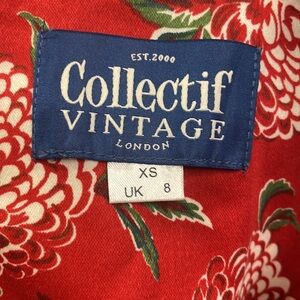 EST.2000
Collectif
VINTAGE
LONDON
XS
UK 8